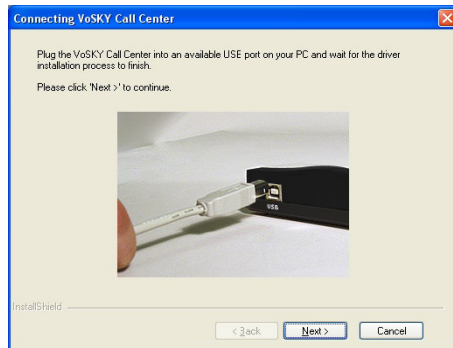 Connecting VoSKY Call Center
Plug the VoSKY Call Center into an available USE port on your PC and wait for the driver
installation process to finish.
Please click 'Next >' to continue.
USB
InstallShield
< Back
Next >
Cancel